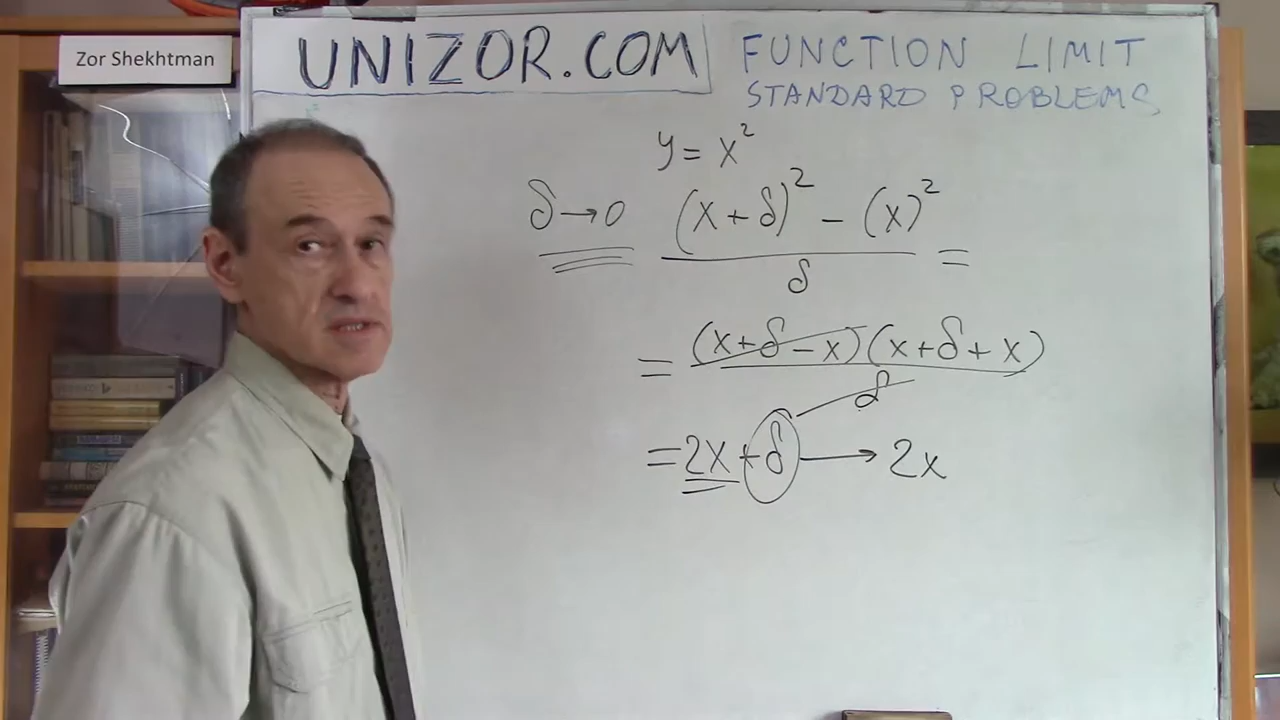 Zor Shekhtman
UNIZOR.COM
FUNCTION LIMIT
STANDARD PROBLEMS
y = x²
δ→0 (x+δ)² - (x)²
δ =
= (x+δ-x)(x+δ+x)
δ
= 2x+δ → 2x